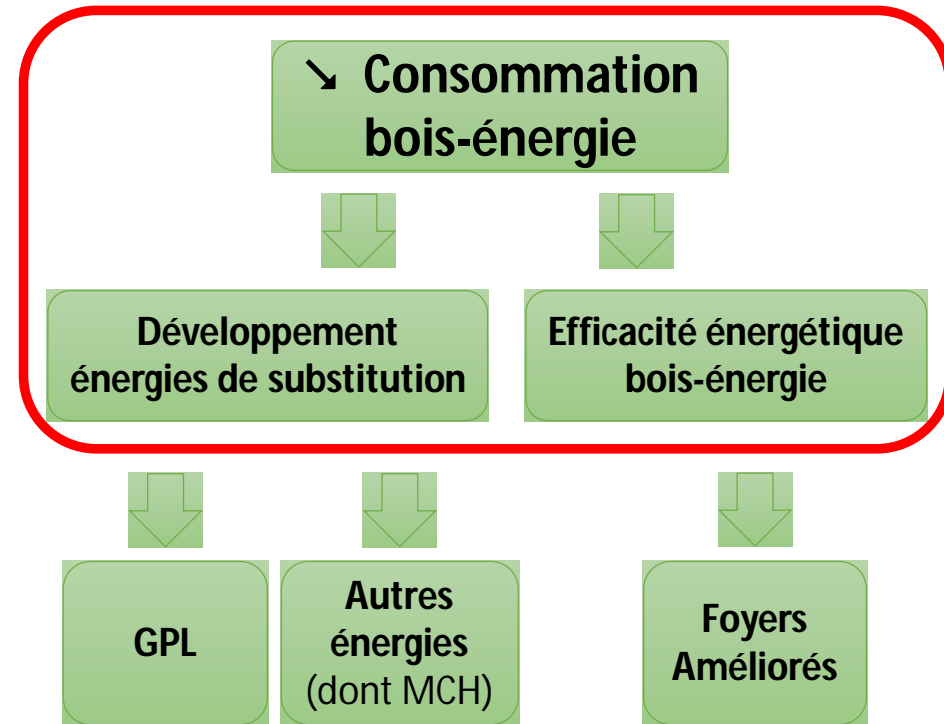 ↘ Consommation
bois-énergie
Développement
énergies de substitution
Efficacité énergétique
bois-énergie
GPL
Autres
énergies
(dont MCH)
Foyers
Améliorés